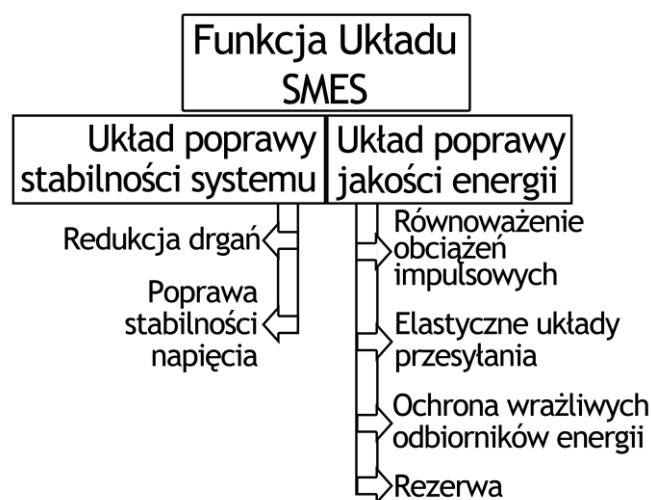 Funkcja Układu
SMES
Układ poprawy
stabilności systemu
Układ poprawy
jakości energii
Redukcja drgań
Poprawa
stabilności
napięcia
Równoważenie
obciążeń
impulsowych
Elastyczne układy
przesyłania
Ochrona wrażliwych
odbiorników energii
Rezerwa